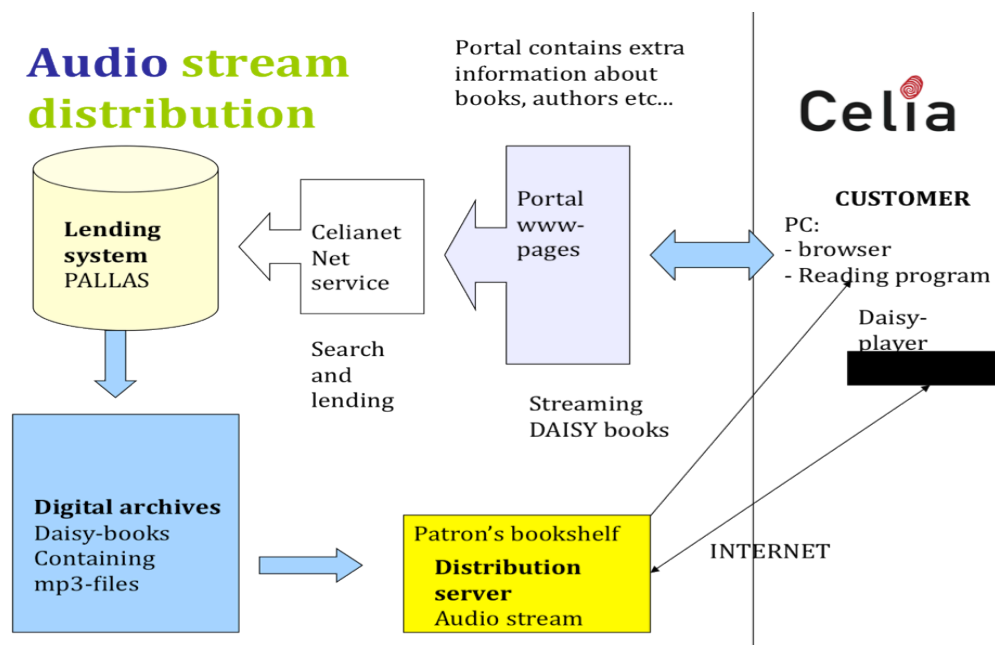 Audio stream
distribution
Portal contains extra
information about
books, authors etc...
Celia
Lending
system
PALLAS
Celianet
Net
service
Search
and
lending
Portal
www-
pages
Streaming
DAISY books
CUSTOMER
PC:
- browser
- Reading program
Daisy-
player
Digital archives
Daisy-books
Containing
mp3-files
Patron's bookshelf
Distribution
server
Audio stream
INTERNET